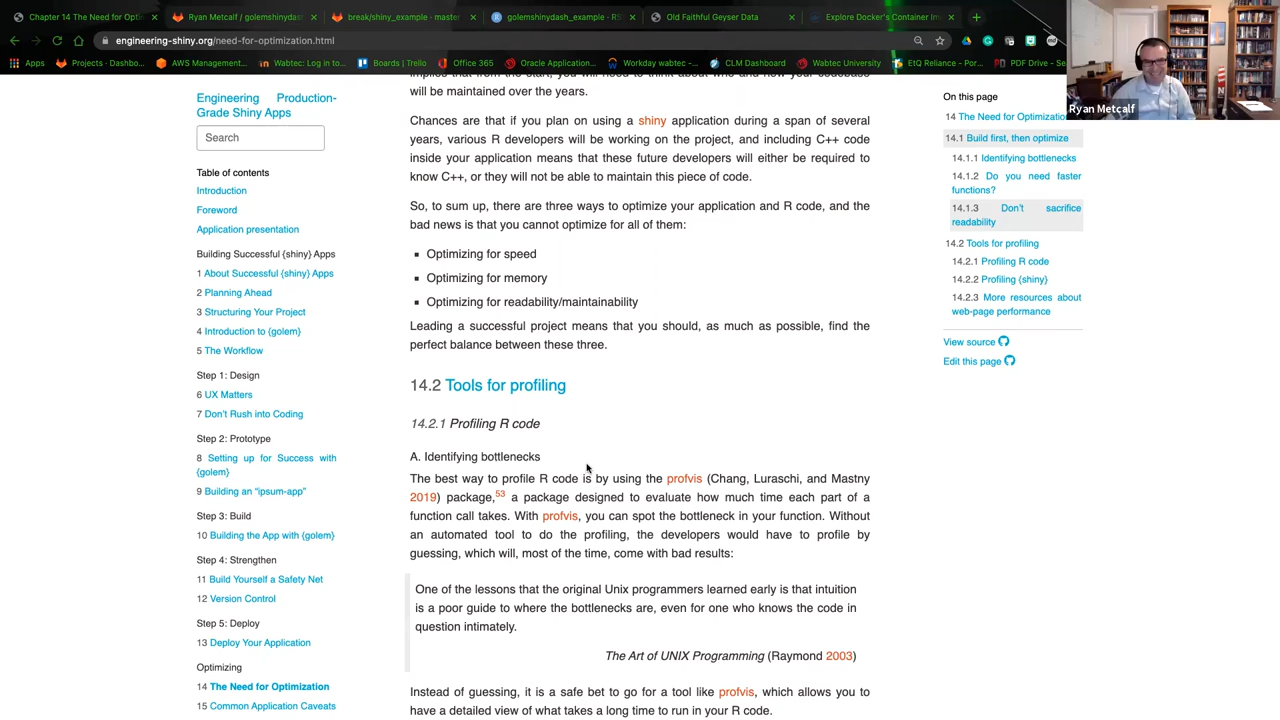 Chapter 14 The Need for Opti
Ryan Metcalf / golemshinydash
break/shiny_example · master
golemshinydash_example - RS
Old Faithful Geyser Data
Explore Docker's Container Im
engineering-shiny.org/need-for-optimization.html
Apps
Projects · Dashbo...
AWS Management...
Wabtec: Log in to...
Boards | Trello
Office 365
Oracle Application...
Workday wabtec -...
CLM Dashboard
Wabtec University
EtQ Reliance - Por...
PDF Drive - Se
Ryan Metcalf
Engineering Production-
Grade Shiny Apps
Search
Table of contents
Introduction
Foreword
Application presentation
Building Successful {shiny} Apps
1 About Successful {shiny} Apps
2 Planning Ahead
3 Structuring Your Project
4 Introduction to {golem}
5 The Workflow
Step 1: Design
6 UX Matters
7 Don't Rush into Coding
Step 2: Prototype
8 Setting up for Success with
{golem}
9 Building an “ipsum-app”
Step 3: Build
10 Building the App with {golem}
Step 4: Strengthen
11 Build Yourself a Safety Net
12 Version Control
Step 5: Deploy
13 Deploy Your Application
Optimizing
14 The Need for Optimization
15 Common Application Caveats
implies that from the start, you will need to think about who and how your codebase
will be maintained over the years.
Chances are that if you plan on using a shiny application during a span of several
years, various R developers will be working on the project, and including C++ code
inside your application means that these future developers will either be required to
know C++, or they will not be able to maintain this piece of code.
So, to sum up, there are three ways to optimize your application and R code, and the
bad news is that you cannot optimize for all of them:
▪ Optimizing for speed
▪ Optimizing for memory
▪ Optimizing for readability/maintainability
Leading a successful project means that you should, as much as possible, find the
perfect balance between these three.
14.2 Tools for profiling
14.2.1 Profiling R code
A. Identifying bottlenecks
The best way to profile R code is by using the profvis (Chang, Luraschi, and Mastny
2019) package,53 a package designed to evaluate how much time each part of a
function call takes. With profvis, you can spot the bottleneck in your function. Without
an automated tool to do the profiling, the developers would have to profile by
guessing, which will, most of the time, come with bad results:
One of the lessons that the original Unix programmers learned early is that intuition
is a poor guide to where the bottlenecks are, even for one who knows the code in
question intimately.
The Art of UNIX Programming (Raymond 2003)
Instead of guessing, it is a safe bet to go for a tool like profvis, which allows you to
have a detailed view of what takes a long time to run in your R code.
On this page
14 The Need for Optimization
14.1 Build first, then optimize
14.1.1 Identifying bottlenecks
14.1.2 Do you need faster
functions?
14.1.3 Don't sacrifice
readability
14.2 Tools for profiling
14.2.1 Profiling R code
14.2.2 Profiling {shiny}
14.2.3 More resources about
web-page performance
View source
Edit this page